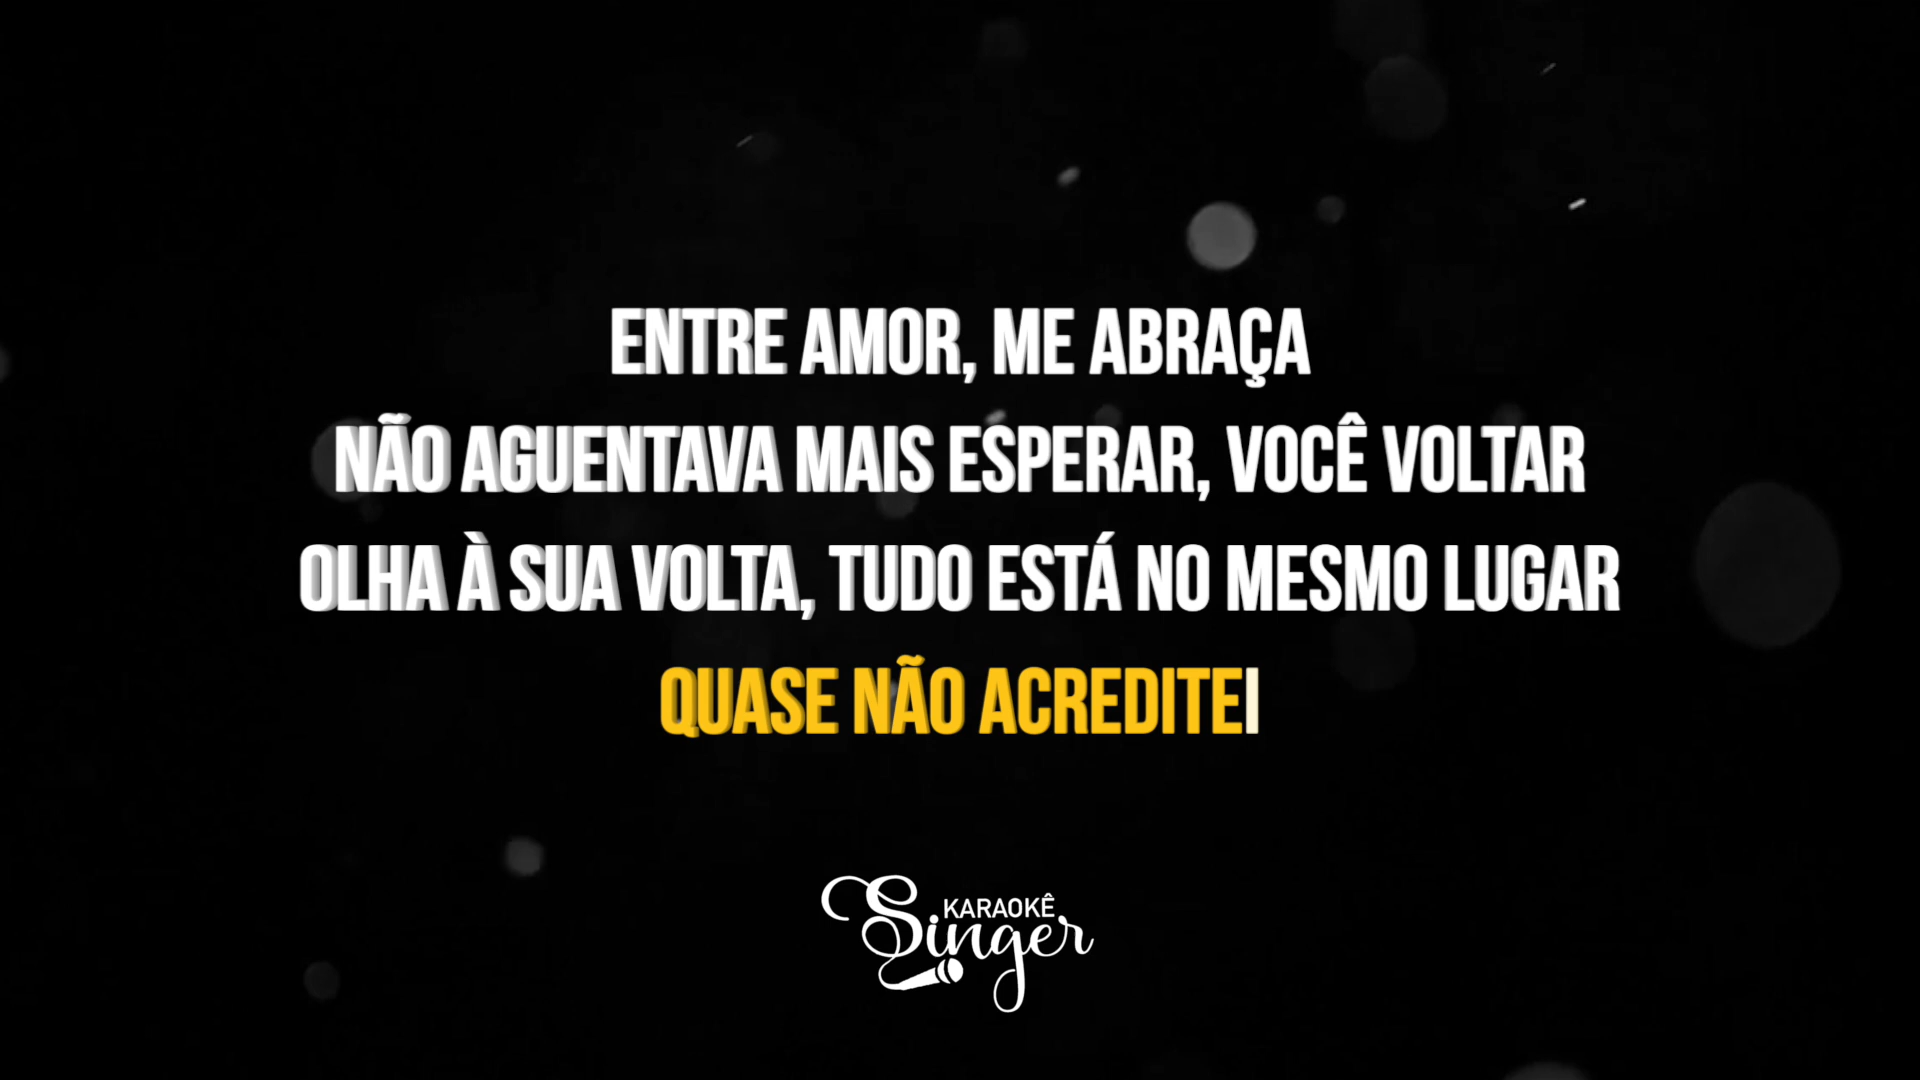 ENTRE AMOR, ME ABRAÇA
NÃO AGUENTAVA MAIS ESPERAR, VOCÊ VOLTAR
OLHA À SUA VOLTA, TUDO ESTÁ NO MESMO LUGAR
QUASE NÃO ACREDITEI
KARAOKÊ
Singer